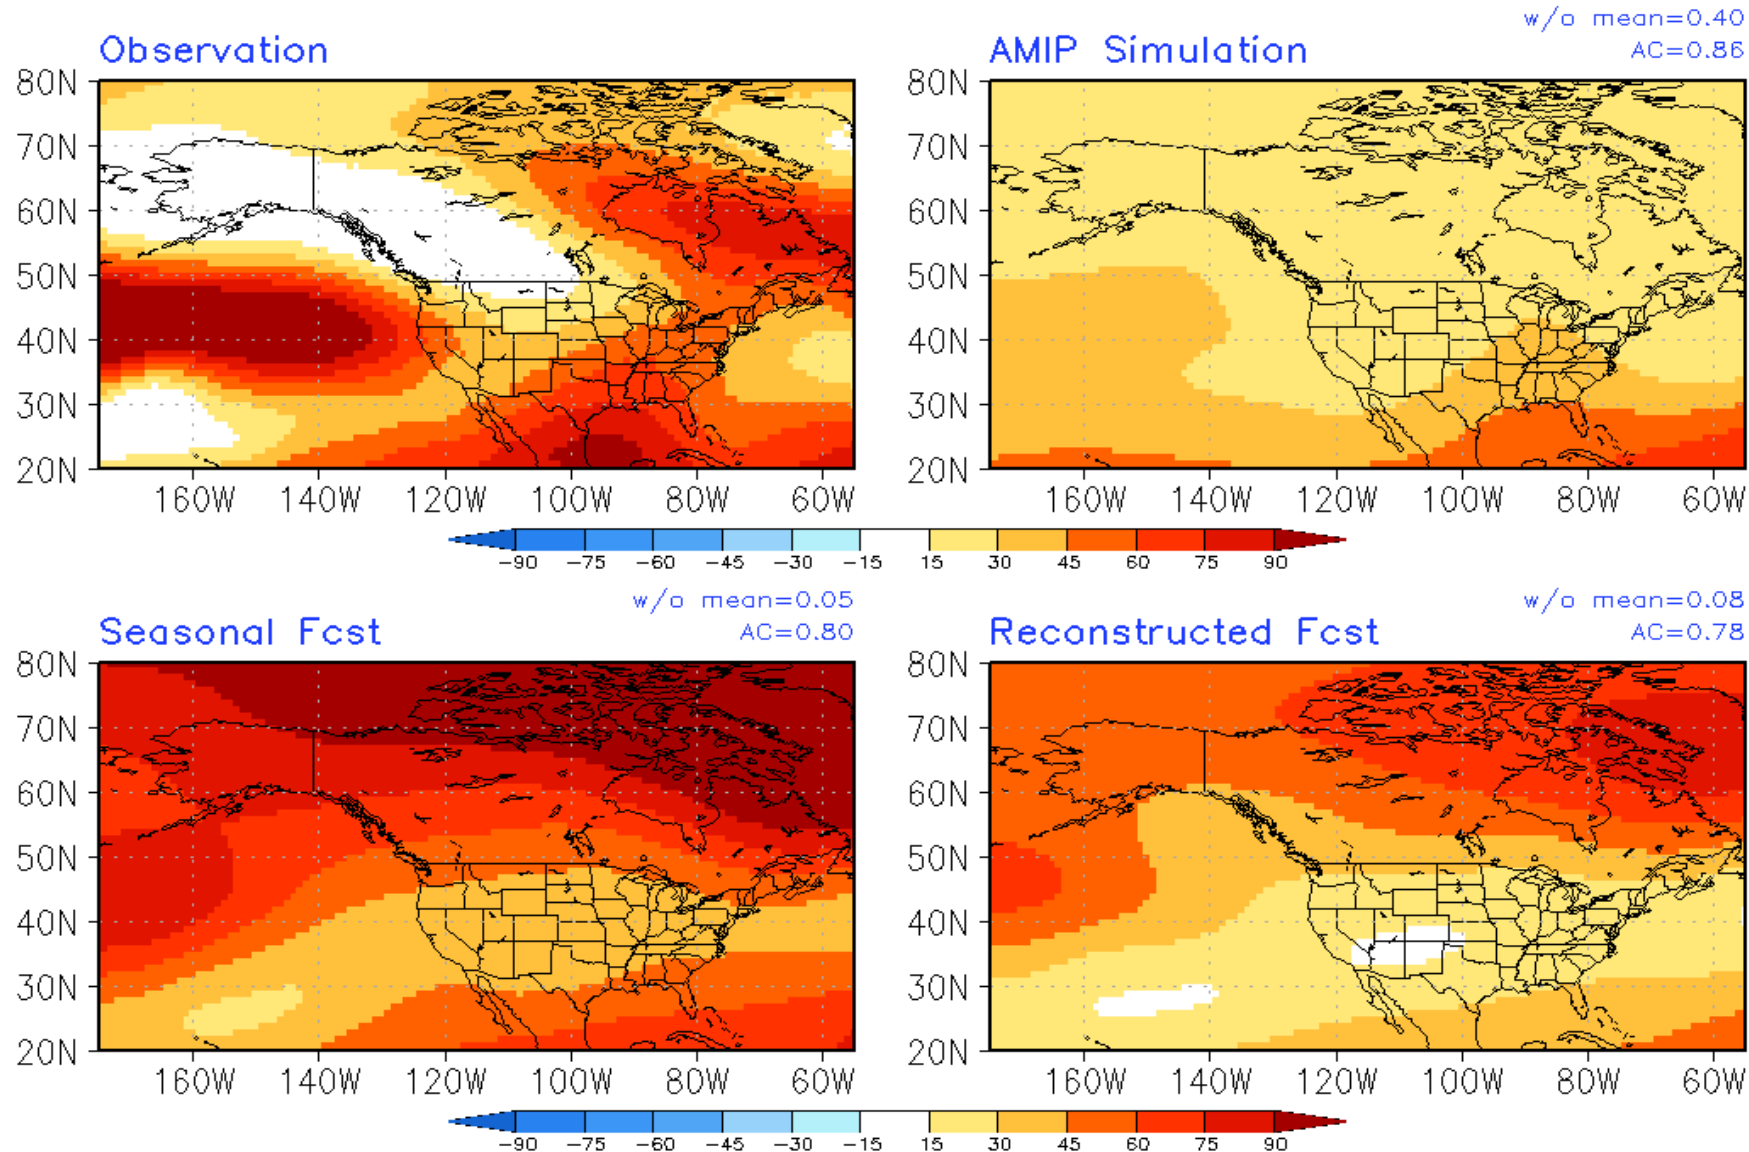 w/o mean=0.40
Observation
AMIP Simulation
AC=0.86
80N
70N
60N
50N
40N
30N
20N
160W 140W 120W 100W 80W 60W
80N
70N
60N
50N
40N
30N
20N
160W 140W 120W 100W 80W 60W
-90 -75 -60 -45 -30 -15 15 30 45 60 75 90
w/o mean=0.05
Seasonal Fcst
AC=0.80
w/o mean=0.08
Reconstructed Fcst
AC=0.78
80N
70N
60N
50N
40N
30N
20N
160W 140W 120W 100W 80W 60W
80N
70N
60N
50N
40N
30N
20N
160W 140W 120W 100W 80W 60W
-90 -75 -60 -45 -30 -15 15 30 45 60 75 90